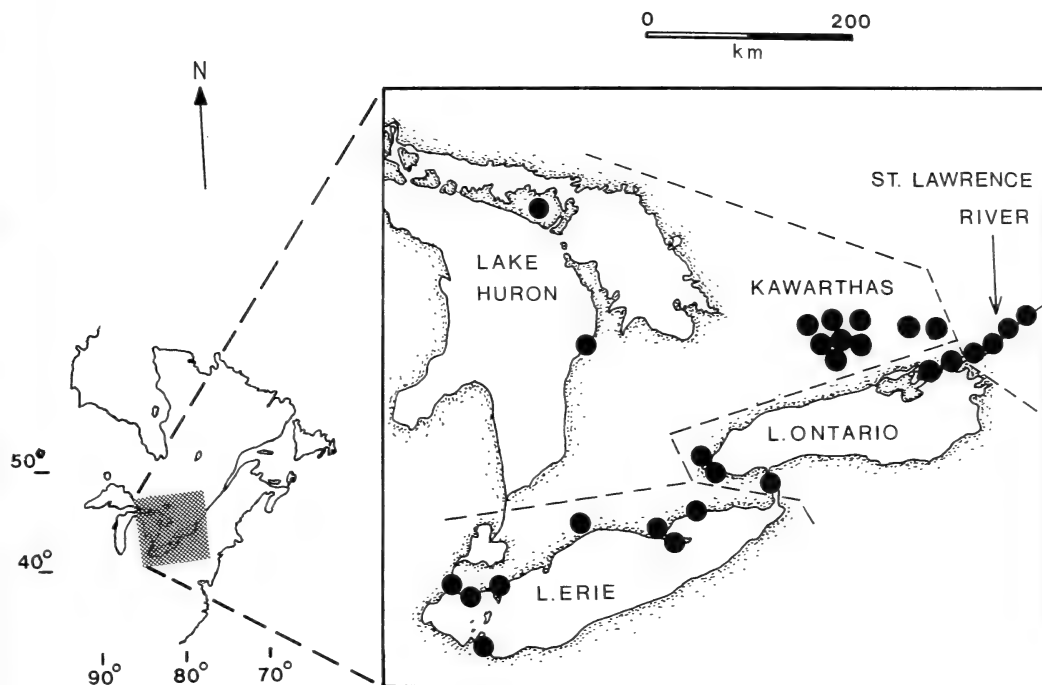 0 200
km
N
ST. LAWRENCE
RIVER
LAKE
HURON
KAWARTHAS
L.ONTARIO
L.ERIE
50°
40°
90° 80° 70°